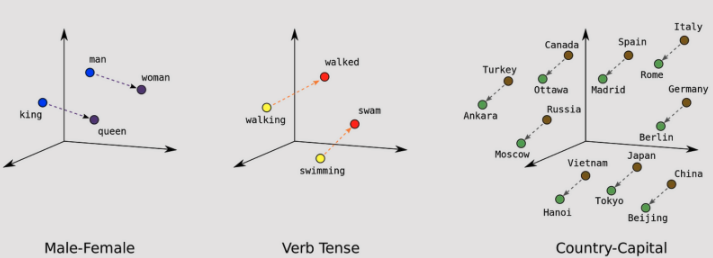 man
woman
king
queen
Male-Female
walked
swam
walking
swimming
Verb Tense
Italy
Canada
Spain
Turkey
Rome
Ottawa
Madrid
Germany
Ankara
Russia
Berlin
Moscow
Vietnam
Japan
China
Tokyo
Hanoi
Beijing
Country-Capital